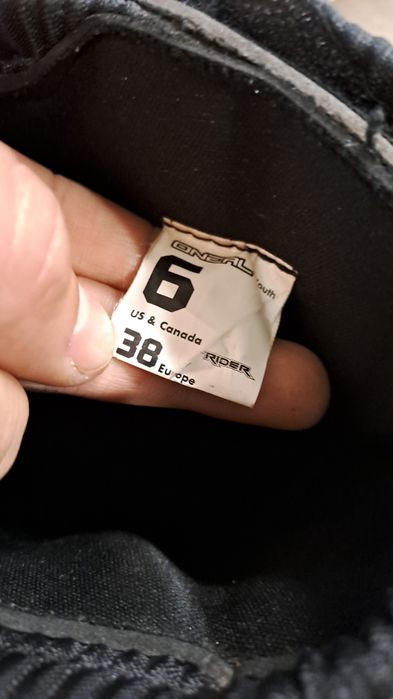 ONEAL
6 Youth
US & Canada
38 RIDER
Europe